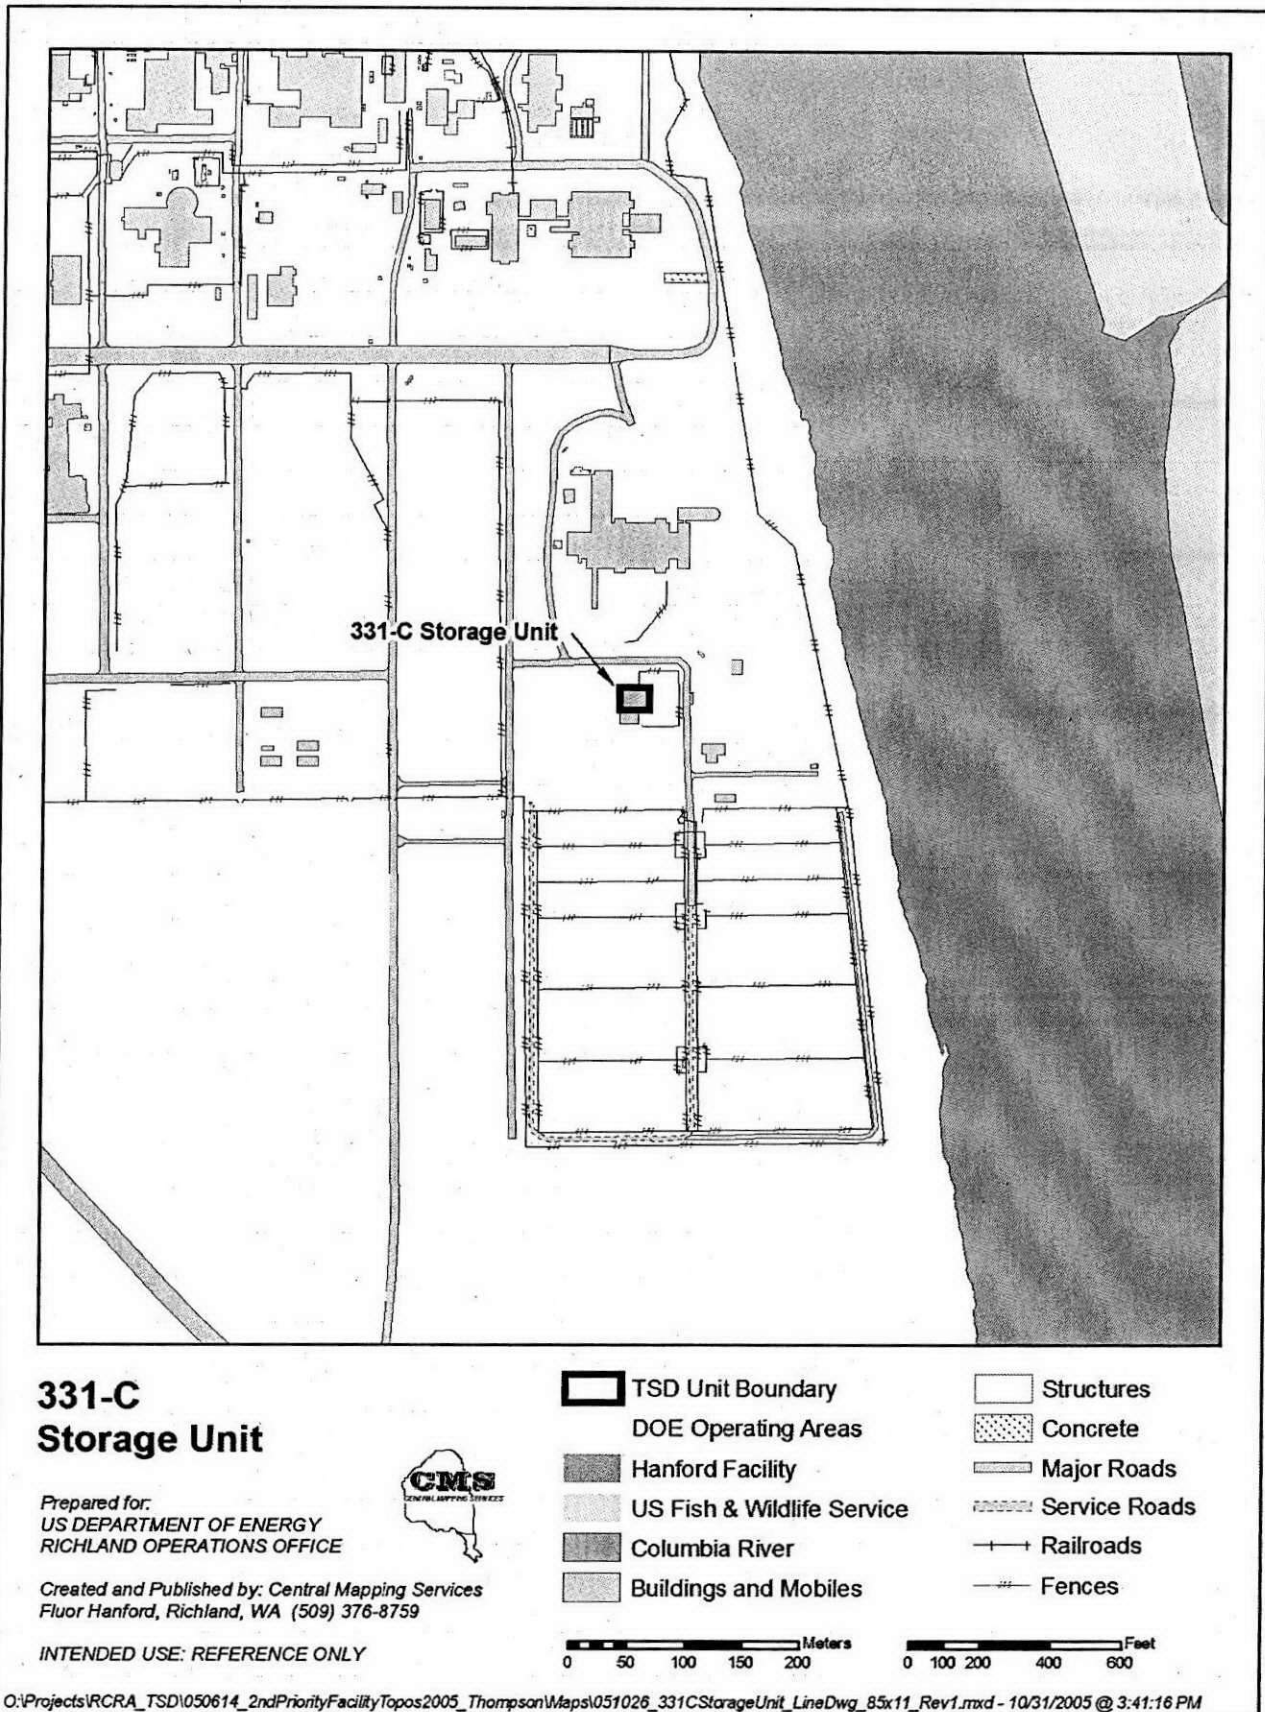 331-C Storage Unit
331-C
Storage Unit
Prepared for:
US DEPARTMENT OF ENERGY
RICHLAND OPERATIONS OFFICE
Created and Published by: Central Mapping Services
Fluor Hanford, Richland, WA (509) 376-8759
INTENDED USE: REFERENCE ONLY
CMS
GENERAL MAPPING SERVICES
TSD Unit Boundary
DOE Operating Areas
Hanford Facility
US Fish & Wildlife Service
Columbia River
Buildings and Mobiles
Structures
Concrete
Major Roads
Service Roads
Railroads
Fences
Meters
0 50 100 150 200
Feet
0 100 200 400 600
O:\Projects\RCRA_TSD\050614_2ndPriorityFacilityTopos2005_Thompson\Maps\051026_331CStorageUnit_LineDwg_85x11_Rev1.mxd - 10/31/2005 @ 3:41:16 PM